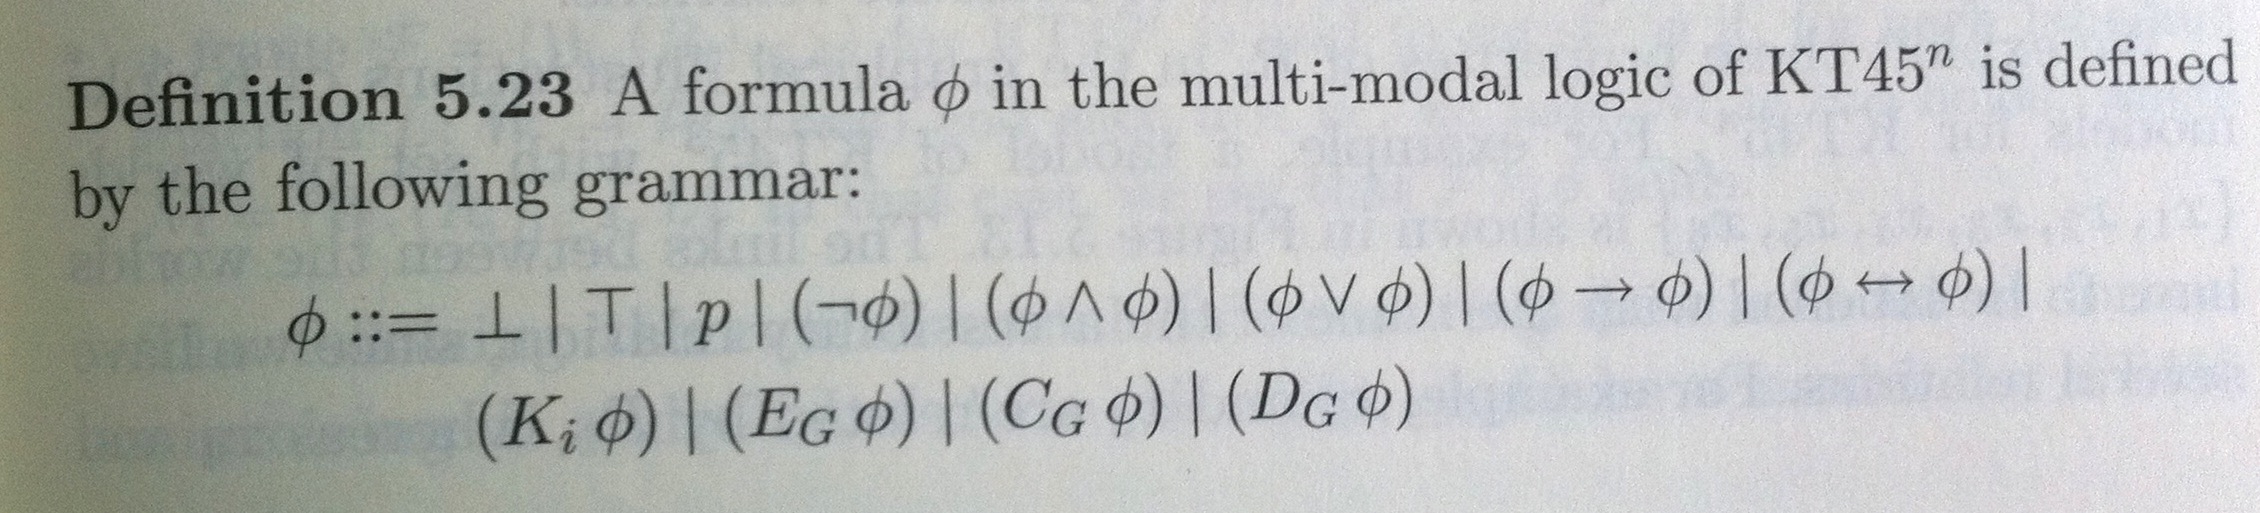 Definition 5.23 A formula ϕ in the multi-modal logic of KT45ⁿ is defined
by the following grammar:
ϕ ::= ⊥ | ⊤ | p | (¬ϕ) | (ϕ ∧ ϕ) | (ϕ ∨ ϕ) | (ϕ → ϕ) | (ϕ ↔ ϕ) |
(Kᵢ ϕ) | (E_G ϕ) | (C_G ϕ) | (D_G ϕ)